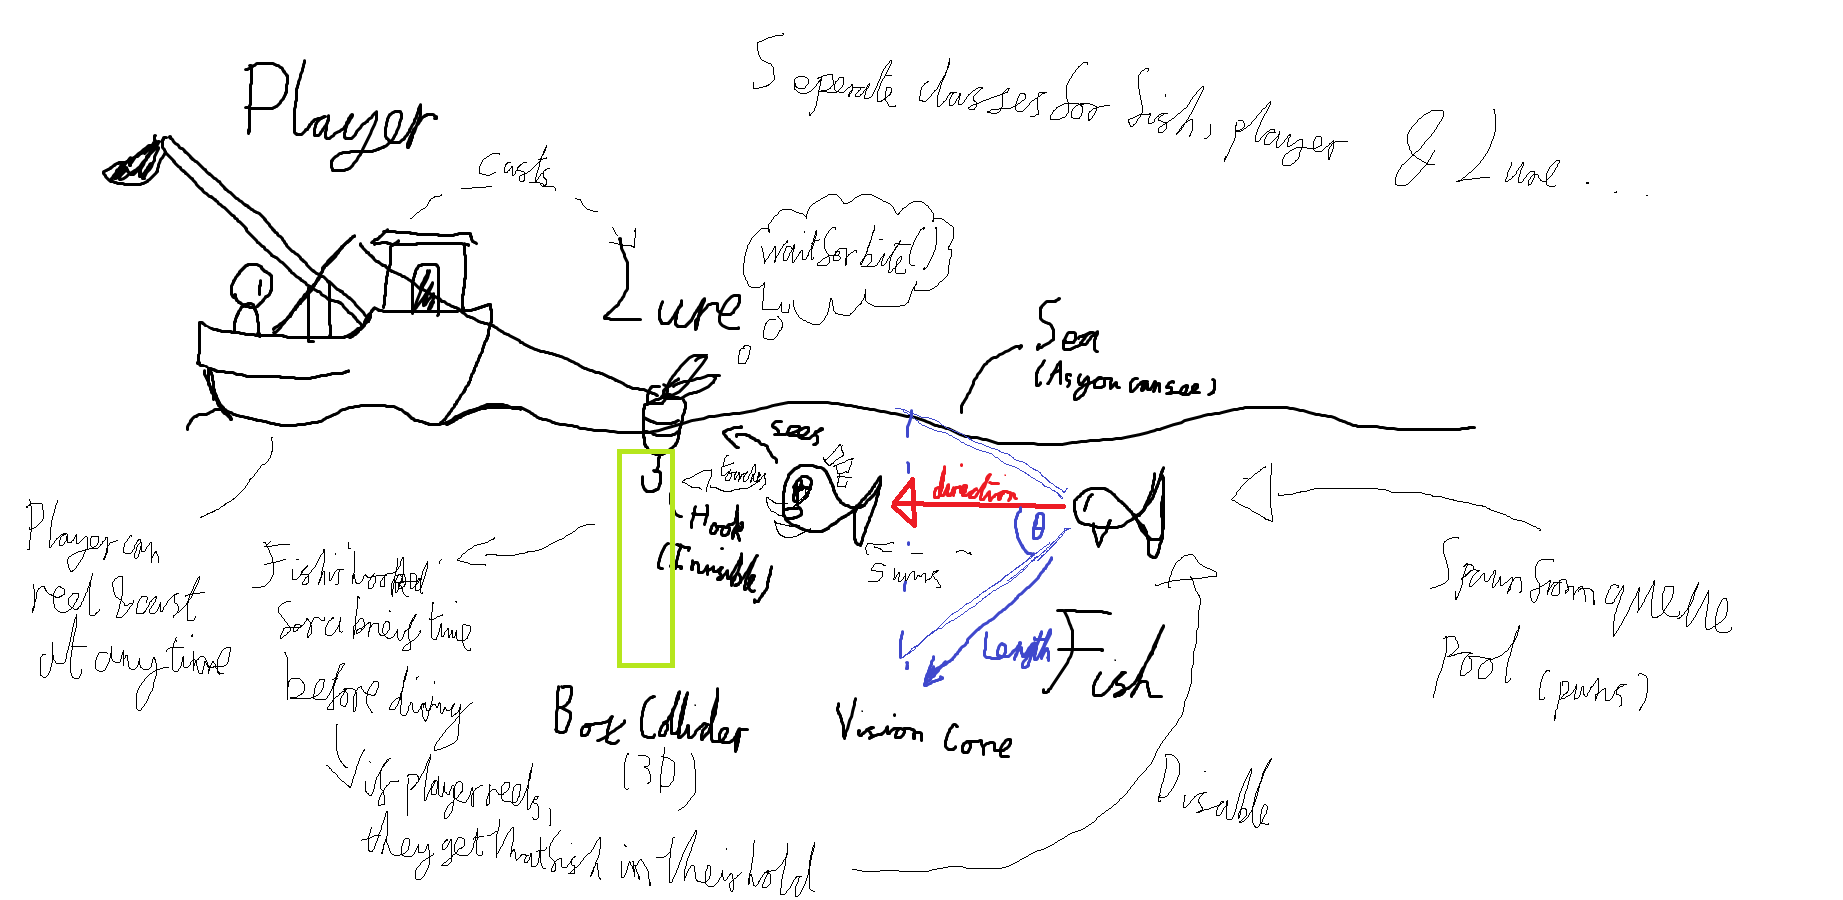 Seperate classes for fish, player & Lure ...
Player
casts
Lure
waitforbite()
Sea
(As you can see)
sees
touches
direction
θ
Hook
(Invisible)
swims
Length
Fish
Vision Cone
Box Collider
(3D)
Player can
reel & cast
at any time
Fish is hooked
for a brief time
before diving
if player reels,
they get that fish in their hold
Disable
Spawn from queue
pool